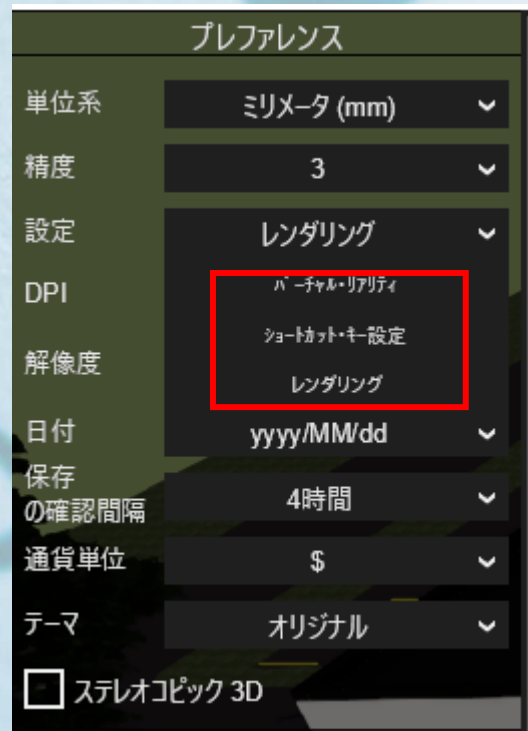 プレファレンス
単位系 ミリメータ (mm)
精度 3
設定 レンダリング
DPI バーチャル・リアリティ
ショートカット・キー設定
解像度 レンダリング
日付 yyyy/MM/dd
保存
の確認間隔 4時間
通貨単位 $
テーマ オリジナル
ステレオコピック 3D